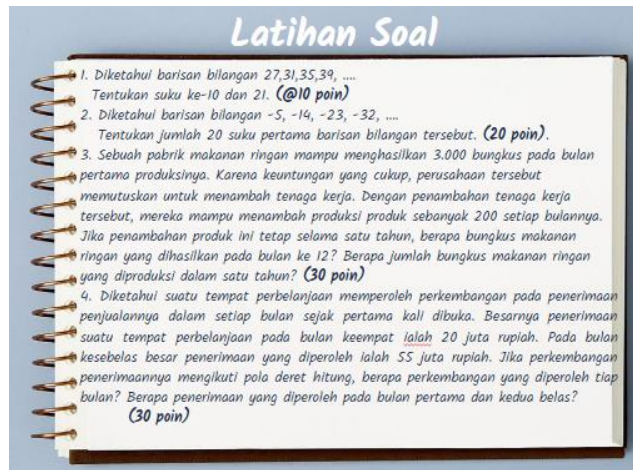 Latihan Soal
1. Diketahui barisan bilangan 27,31,35,39, ....
Tentukan suku ke-10 dan 21. (@10 poin)
2. Diketahui barisan bilangan -5, -14, -23, -32, ....
Tentukan jumlah 20 suku pertama barisan bilangan tersebut. (20 poin).
3. Sebuah pabrik makanan ringan mampu menghasilkan 3.000 bungkus pada bulan
pertama produksinya. Karena keuntungan yang cukup, perusahaan tersebut
memutuskan untuk menambah tenaga kerja. Dengan penambahan tenaga kerja
tersebut, mereka mampu menambah produksi produk sebanyak 200 setiap bulannya.
Jika penambahan produk ini tetap selama satu tahun, berapa bungkus makanan
ringan yang dihasilkan pada bulan ke 12? Berapa jumlah bungkus makanan ringan
yang diproduksi dalam satu tahun? (30 poin)
4. Diketahui suatu tempat perbelanjaan memperoleh perkembangan pada penerimaan
penjualannya dalam setiap bulan sejak pertama kali dibuka. Besarnya penerimaan
suatu tempat perbelanjaan pada bulan keempat ialah 20 juta rupiah. Pada bulan
kesebelas besar penerimaan yang diperoleh ialah 55 juta rupiah. Jika perkembangan
penerimaannya mengikuti pola deret hitung, berapa perkembangan yang diperoleh tiap
bulan? Berapa penerimaan yang diperoleh pada bulan pertama dan kedua belas?
(30 poin)